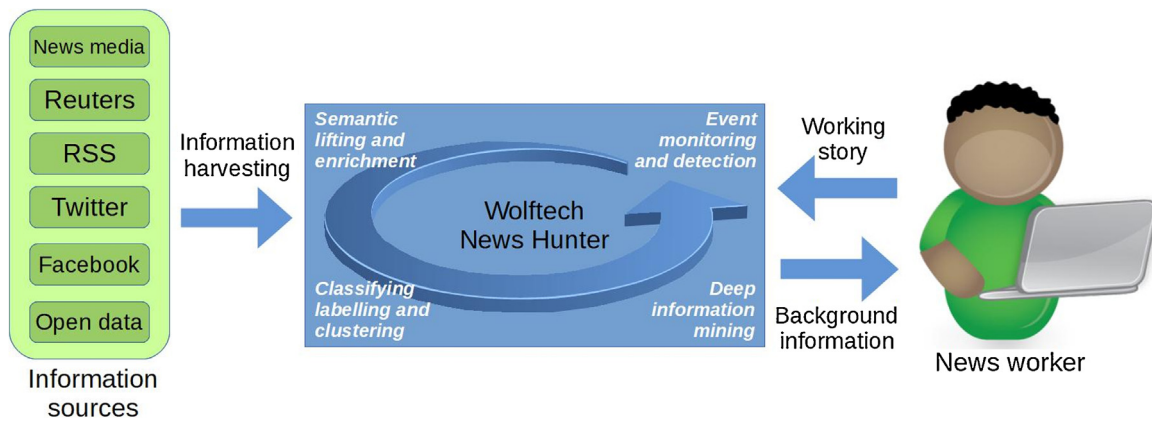 News media
Reuters
RSS
Twitter
Facebook
Open data
Information
sources
Information
harvesting
Semantic
lifting and
enrichment
Event
monitoring
and detection
Wolftech
News Hunter
Classifying
labelling and
clustering
Deep
information
mining
Working
story
Background
information
News worker